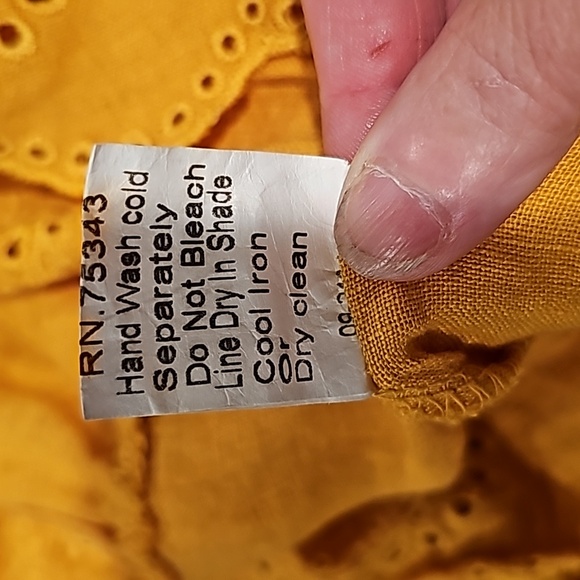 RN.75343
Hand Wash cold
Separately
Do Not Bleach
Line Dry In Shade
Cool Iron
Or
Dry clean